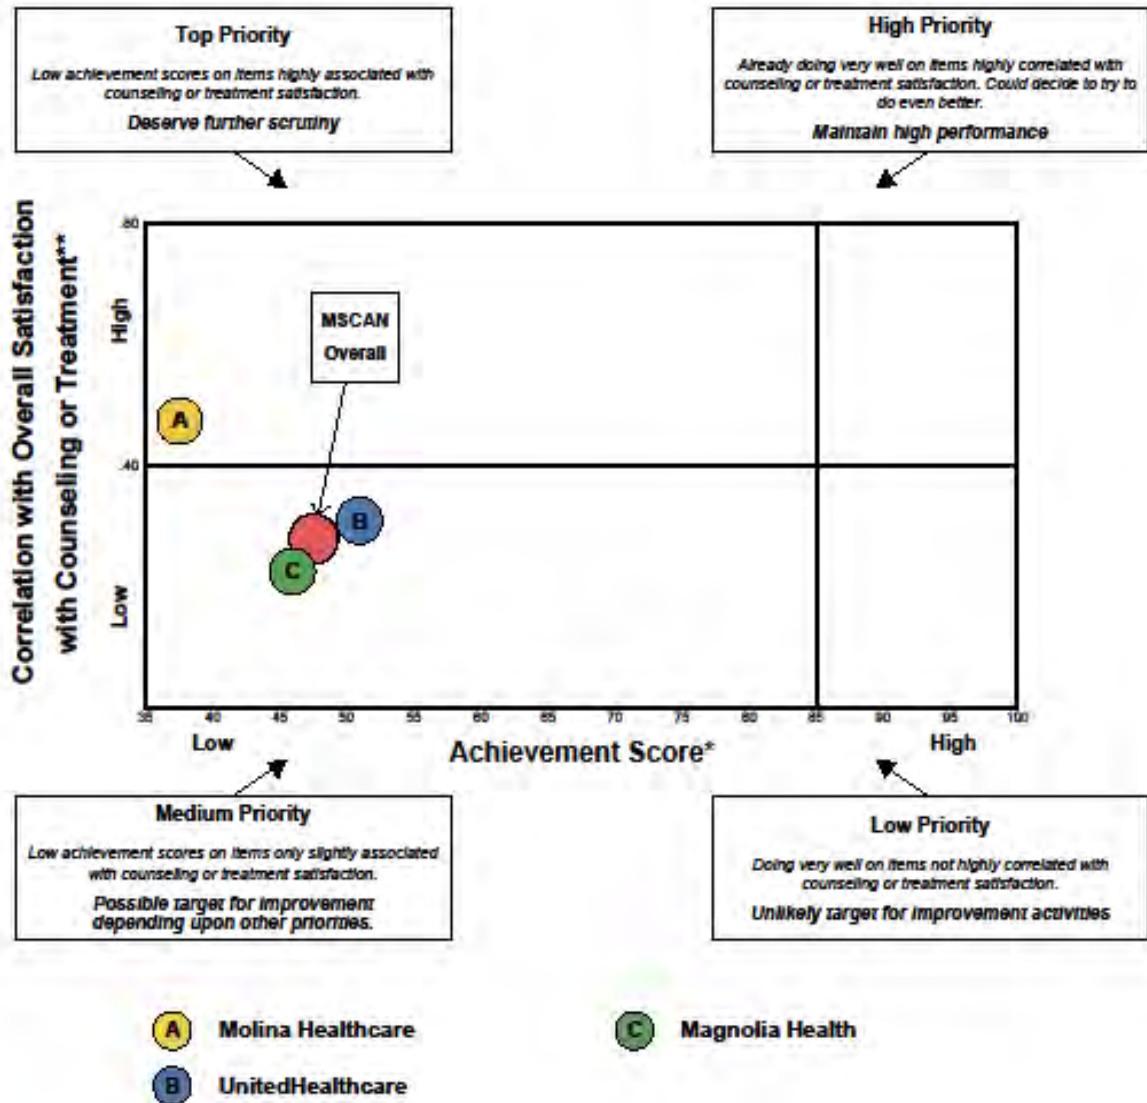 Top Priority
Low achievement scores on items highly associated with
counseling or treatment satisfaction.
Deserve further scrutiny
High Priority
Already doing very well on items highly correlated with
counseling or treatment satisfaction. Could decide to try to
do even better.
Maintain high performance
Correlation with Overall Satisfaction
with Counseling or Treatment**
High
Low
.80
.40
MSCAN
Overall
A
B
C
35 40 45 50 55 60 65 70 75 80 85 90 95 100
Low
Achievement Score*
High
Medium Priority
Low achievement scores on items only slightly associated
with counseling or treatment satisfaction.
Possible target for improvement
depending upon other priorities.
Low Priority
Doing very well on items not highly correlated with
counseling or treatment satisfaction.
Unlikely target for improvement activities
A Molina Healthcare
C Magnolia Health
B UnitedHealthcare